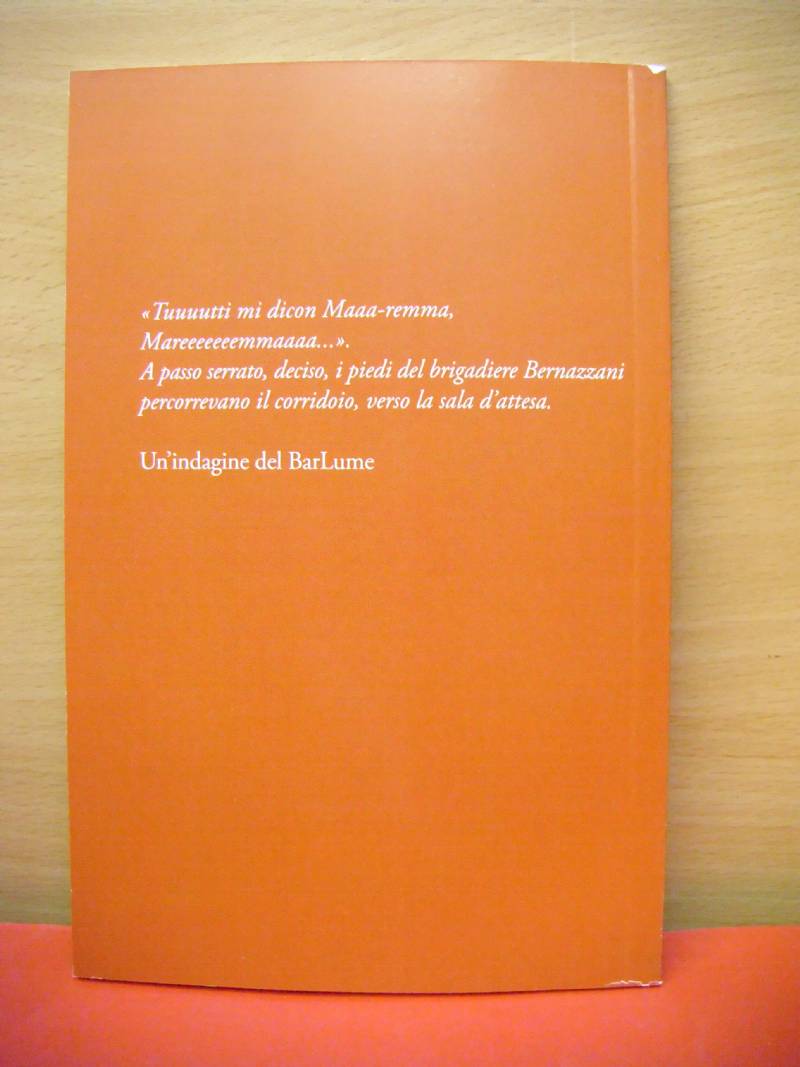 «Tuuuutti mi dicon Maaa-remma,
Mareeeeeeemmaaaa...».
A passo serrato, deciso, i piedi del brigadiere Bernazzani
percorrevano il corridoio, verso la sala d'attesa.
Un'indagine del BarLume